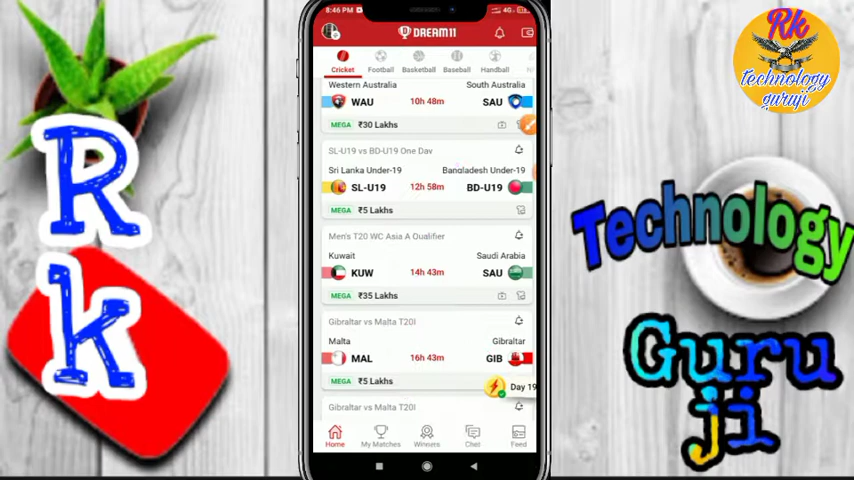 Rk
8:46 PM
4G
DREAM11
Cricket
Football
Basketball
Baseball
Handball
Western Australia
South Australia
WAU
10h 48m
SAU
MEGA ₹30 Lakhs
SL-U19 vs BD-U19 One Day
Sri Lanka Under-19
Bangladesh Under-19
SL-U19
12h 58m
BD-U19
MEGA ₹5 Lakhs
Men's T20 WC Asia A Qualifier
Kuwait
Saudi Arabia
KUW
14h 43m
SAU
MEGA ₹35 Lakhs
Gibraltar vs Malta T20I
Malta
Gibraltar
MAL
16h 43m
GIB
MEGA ₹5 Lakhs
Day 19
Gibraltar vs Malta T20I
Home
My Matches
Winners
Chat
Feed
Rk
technology
guruji
Technology
Guru
ji